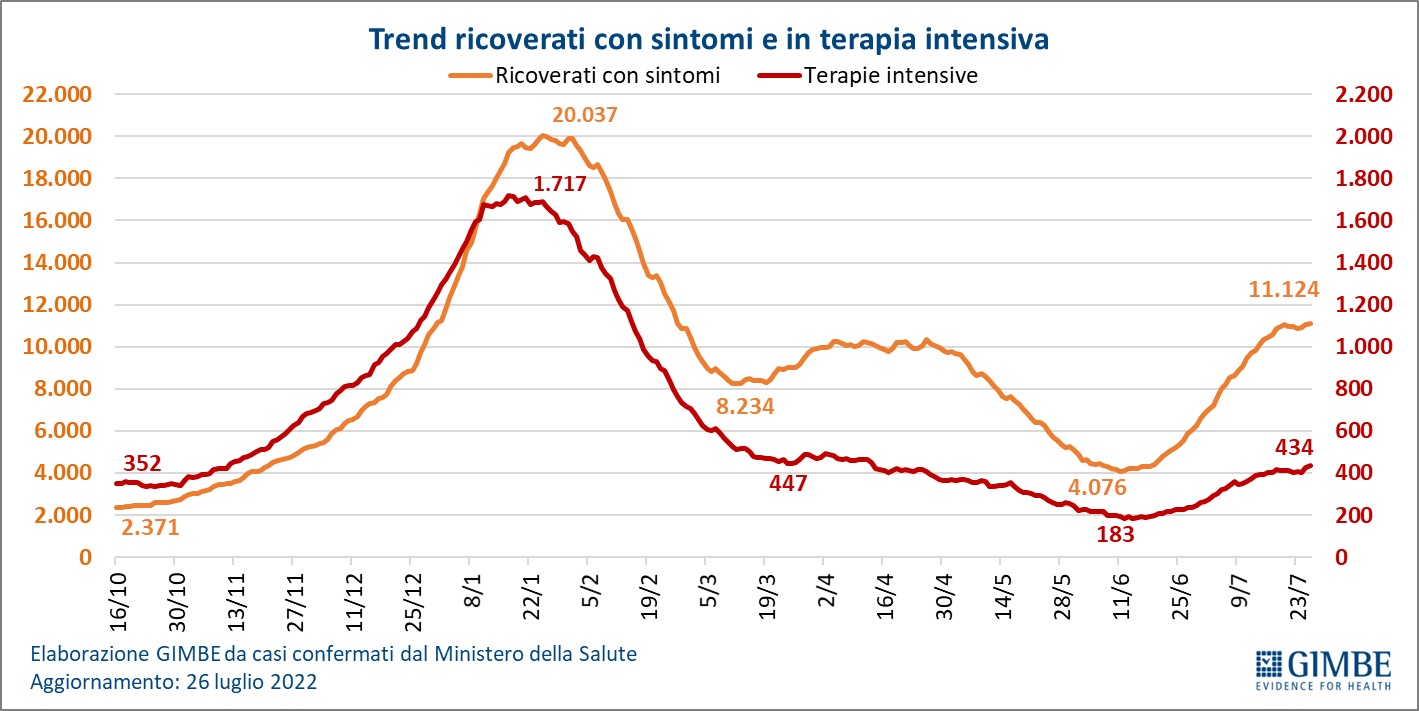 Trend ricoverati con sintomi e in terapia intensiva
Ricoverati con sintomi Terapie intensive
22.000 2.200
20.000 20.037 2.000
18.000 1.717 1.800
16.000 1.600
14.000 1.400
12.000 11.124 1.200
10.000 1.000
8.000 8.234 800
6.000 600
352 434
4.000 447 4.076 400
2.000 2.371 183 200
0 0
16/10 30/10 13/11 27/11 11/12 25/12 8/1 22/1 5/2 19/2 5/3 19/3 2/4 16/4 30/4 14/5 28/5 11/6 25/6 9/7 23/7
Elaborazione GIMBE da casi confermati dal Ministero della Salute
Aggiornamento: 26 luglio 2022
GIMBE
EVIDENCE FOR HEALTH